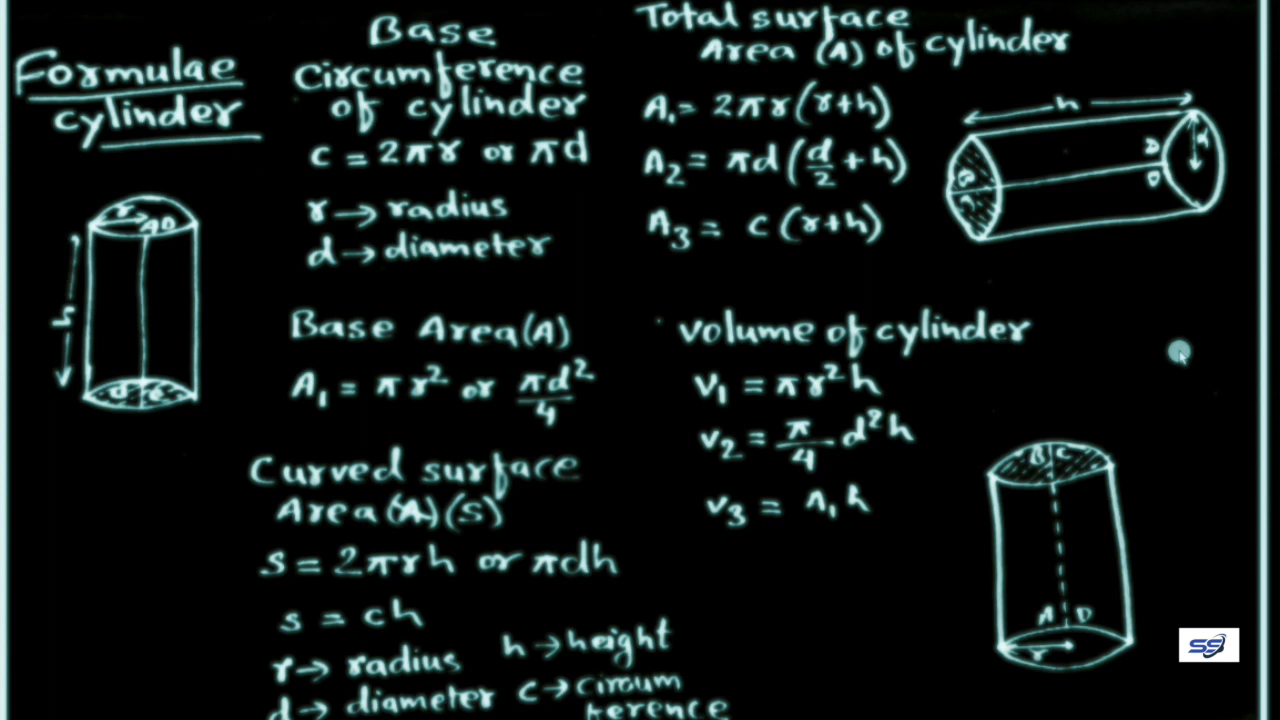 Formulae
cylinder
Base
Circumference
of cylinder
c = 2πr or πd
r → radius
d → diameter
Base Area(A)
A₁ = πr² or πd²/4
Curved surface
Area(A)(S)
S = 2πrh or πdh
s = ch
r → radius h → height
d → diameter c → circum
ference
Total surface
Area (A) of cylinder
A₁ = 2πr(r+h)
A₂ = πd(d/2 + h)
A₃ = c(r+h)
volume of cylinder
v₁ = πr²h
v₂ = π/4 d²h
v₃ = A₁h
r
A D
h
h
B C
A D
r
SS